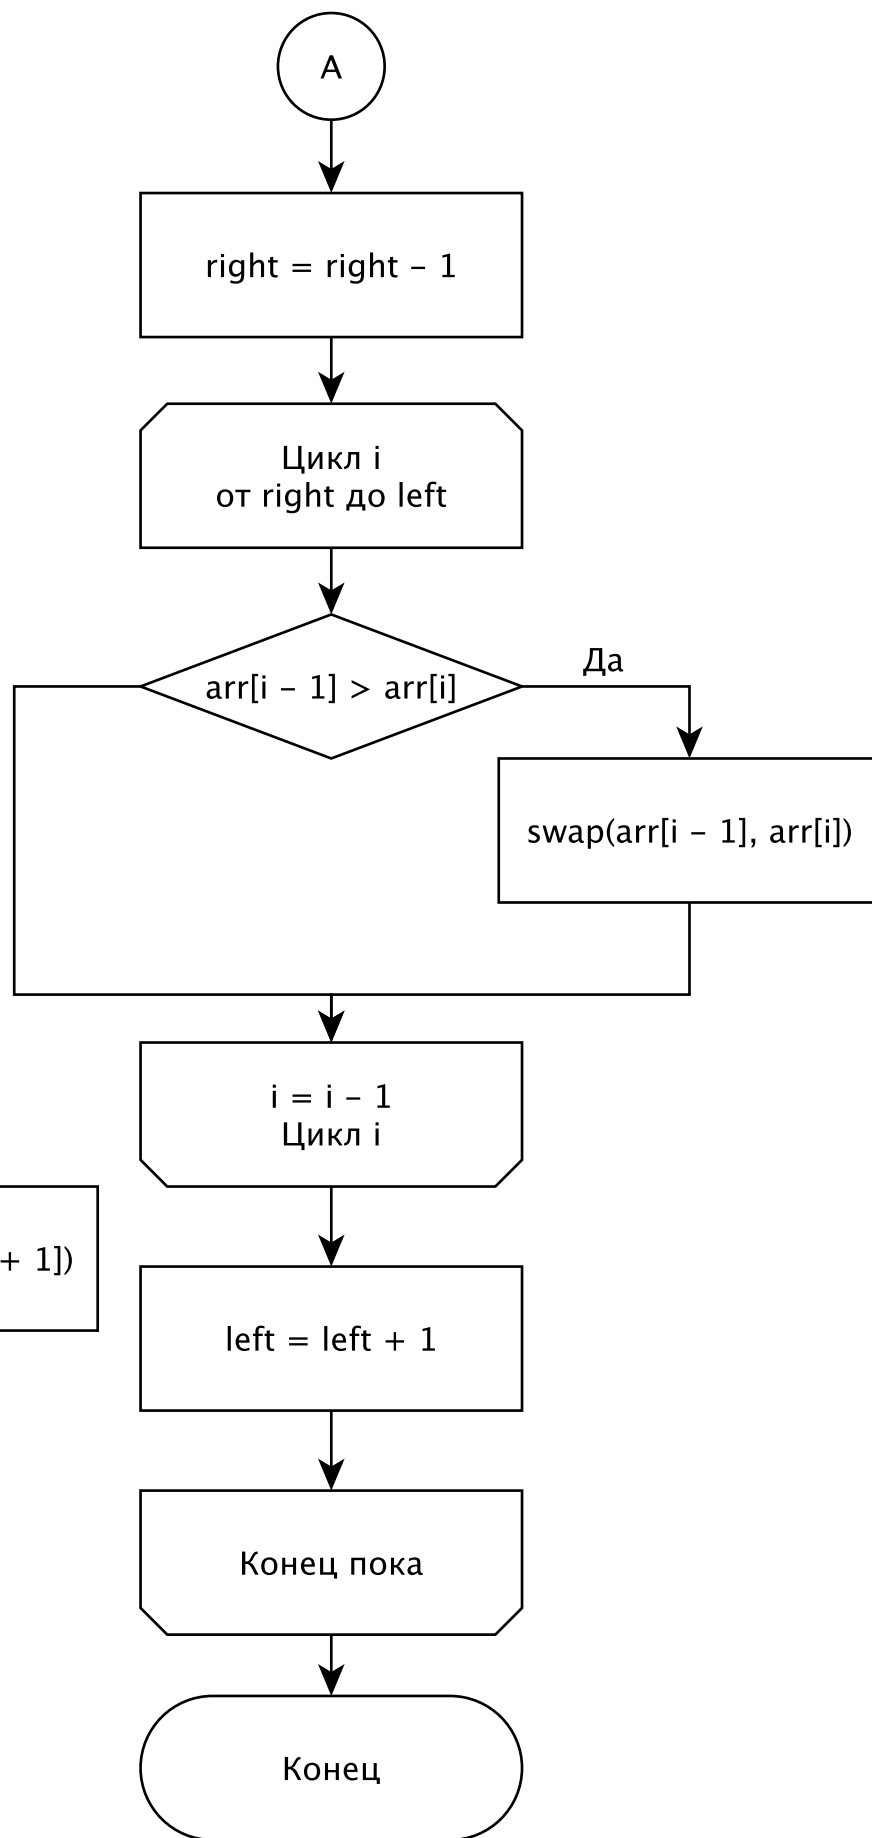 A
right = right – 1
Цикл i
от right до left
arr[i – 1] > arr[i]
Да
swap(arr[i – 1], arr[i])
i = i – 1
Цикл i
+ 1])
left = left + 1
Конец пока
Конец